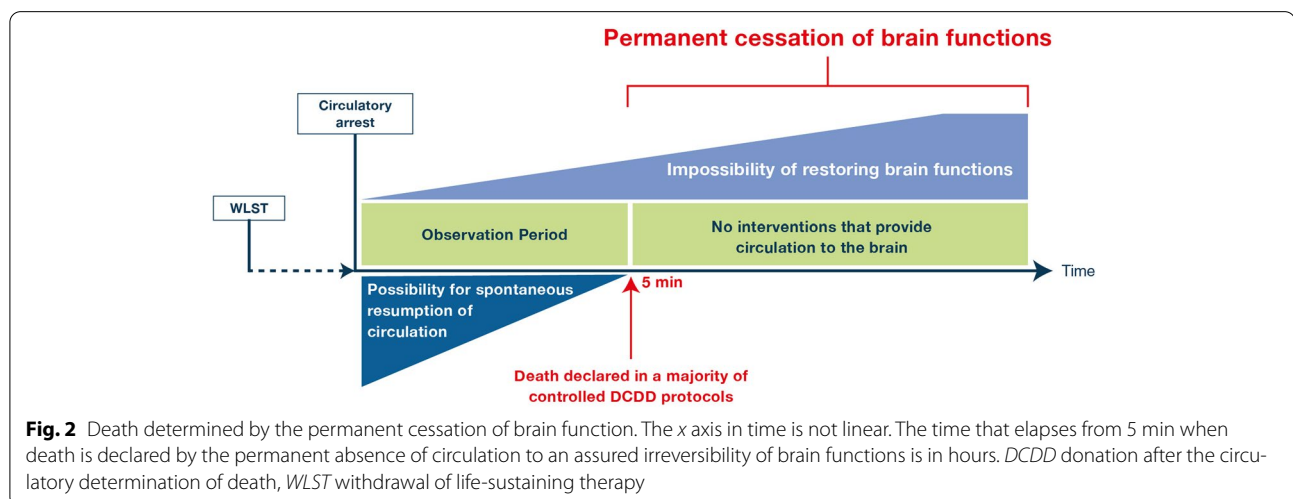 Permanent cessation of brain functions
Circulatory
arrest
Impossibility of restoring brain functions
WLST
Observation Period
No interventions that provide
circulation to the brain
Time
Possibility for spontaneous
resumption of
circulation
5 min
Death declared in a majority of
controlled DCDD protocols
Fig. 2 Death determined by the permanent cessation of brain function. The x axis in time is not linear. The time that elapses from 5 min when
death is declared by the permanent absence of circulation to an assured irreversibility of brain functions is in hours. DCDD donation after the circu-
latory determination of death, WLST withdrawal of life-sustaining therapy